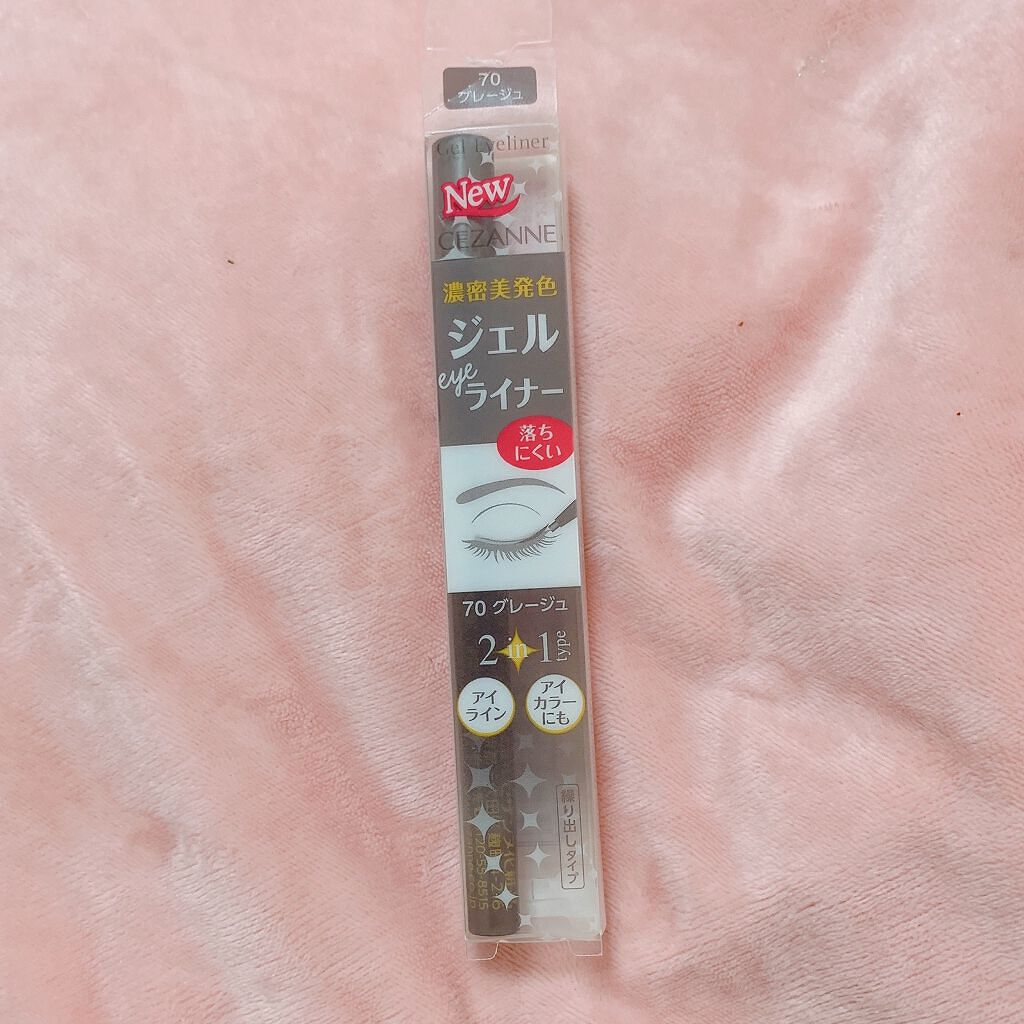 70
グレージュ
Gel Eyeliner
New
CEZANNE
濃密美発色
ジェル
eye
ライナー
落ち
にくい
70 グレージュ
2 in 1 type
アイ
ライン
アイ
カラー
にも
繰り出しタイプ